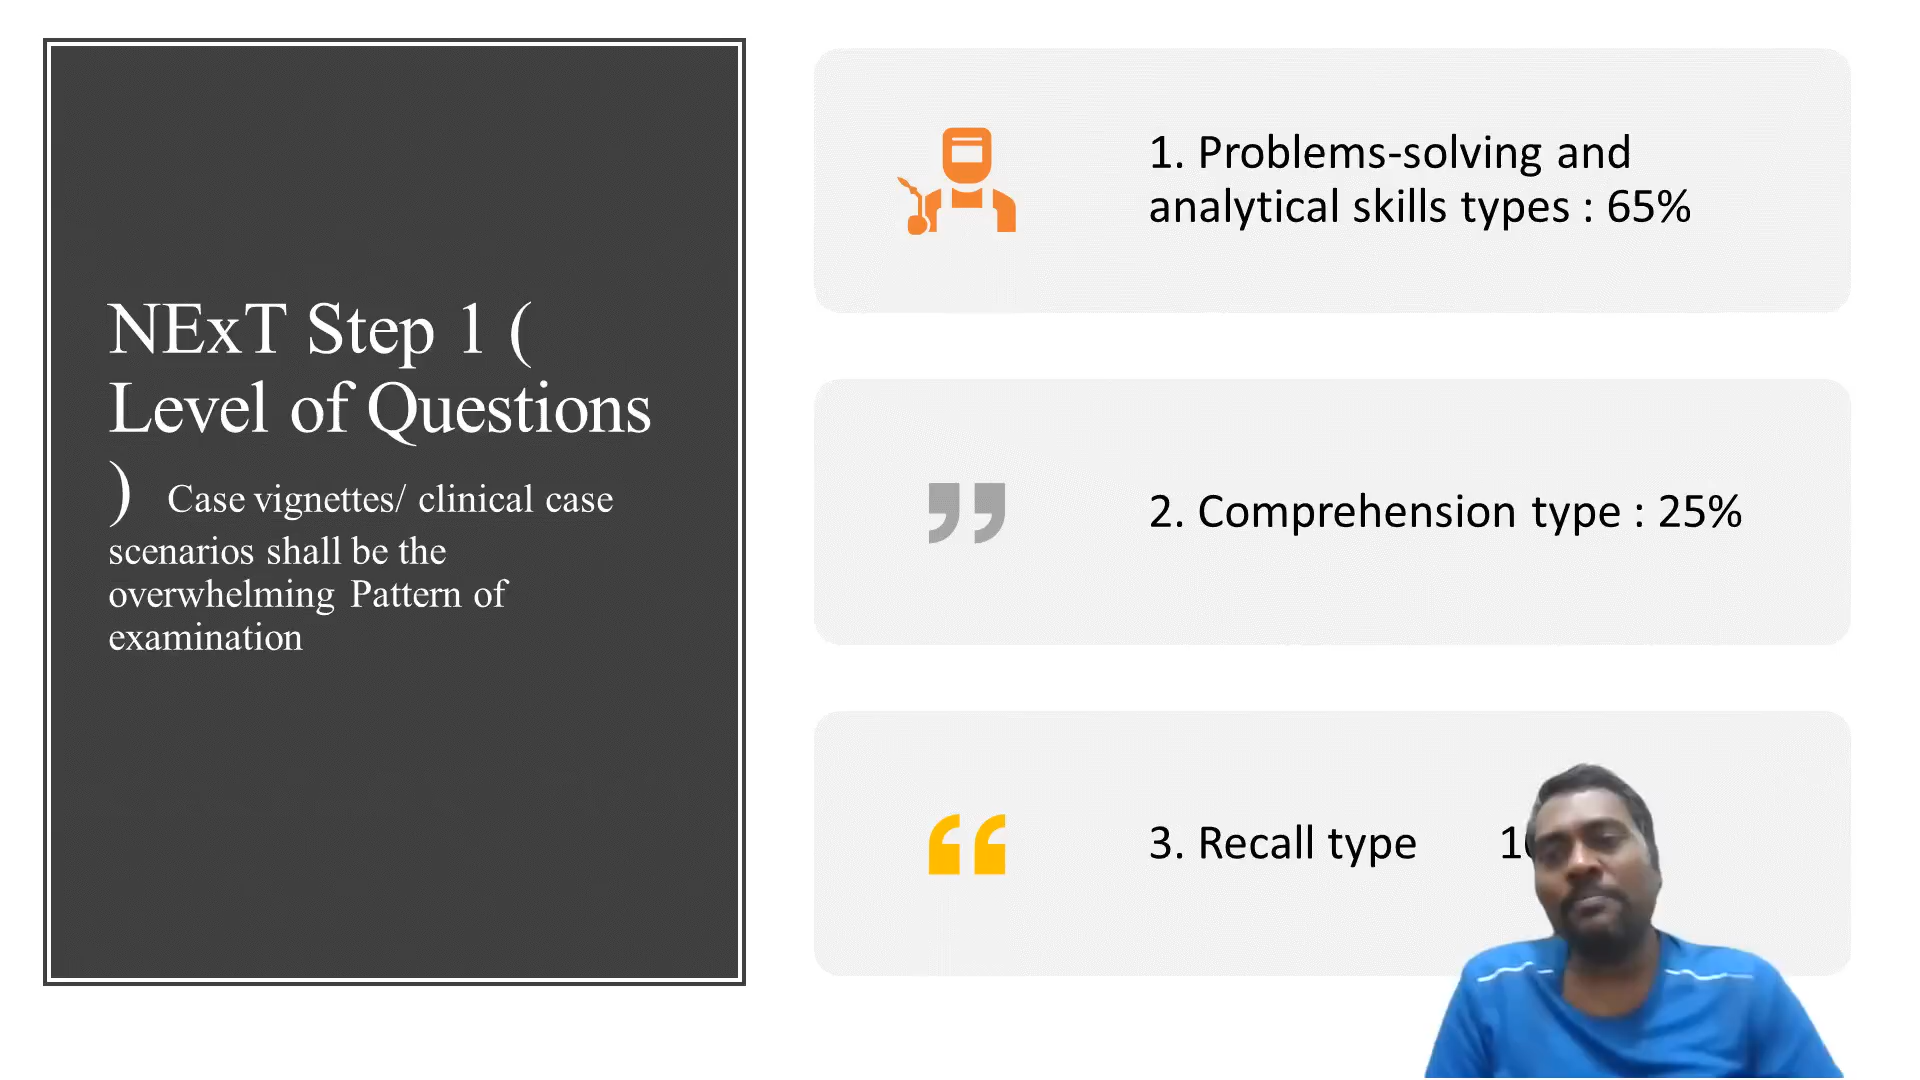 NExT Step 1 (
Level of Questions
) Case vignettes/ clinical case
scenarios shall be the
overwhelming Pattern of
examination
1. Problems-solving and
analytical skills types : 65%
2. Comprehension type : 25%
3. Recall type